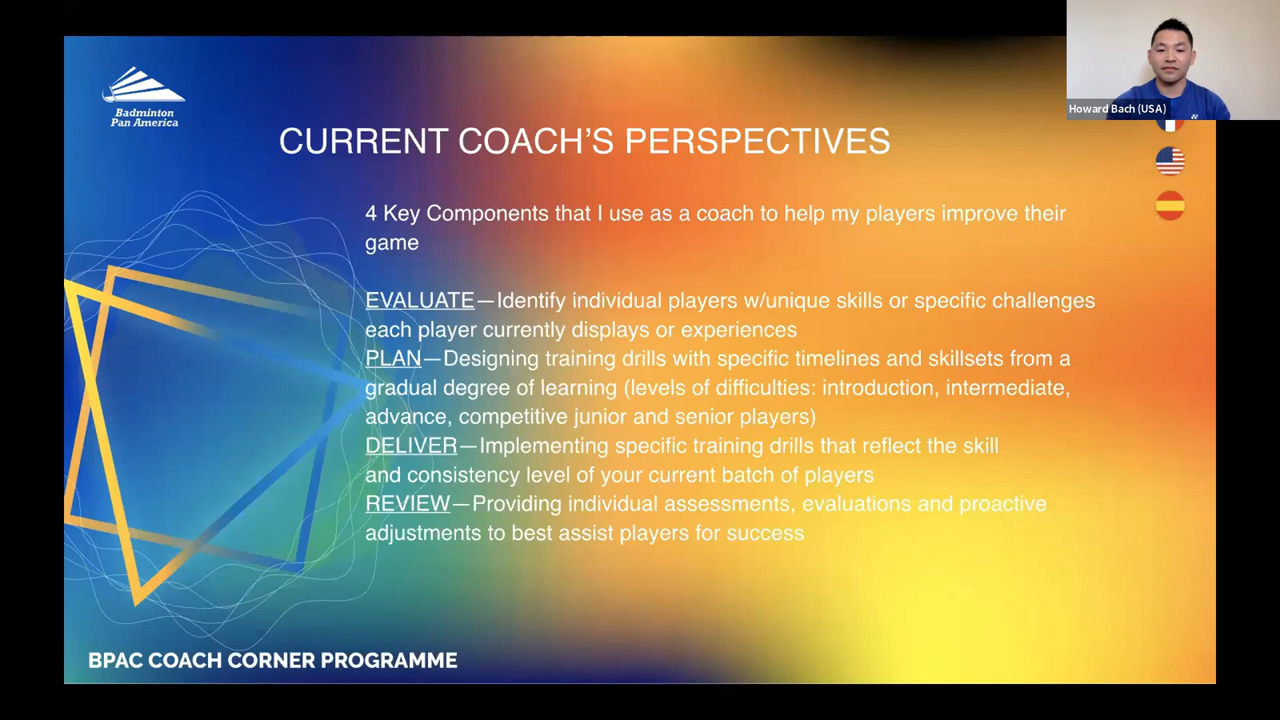 Howard Bach (USA)
Badminton
Pan America
CURRENT COACH'S PERSPECTIVES
4 Key Components that I use as a coach to help my players improve their
game
EVALUATE—Identify individual players w/unique skills or specific challenges
each player currently displays or experiences
PLAN—Designing training drills with specific timelines and skillsets from a
gradual degree of learning (levels of difficulties: introduction, intermediate,
advance, competitive junior and senior players)
DELIVER—Implementing specific training drills that reflect the skill
and consistency level of your current batch of players
REVIEW—Providing individual assessments, evaluations and proactive
adjustments to best assist players for success
BPAC COACH CORNER PROGRAMME